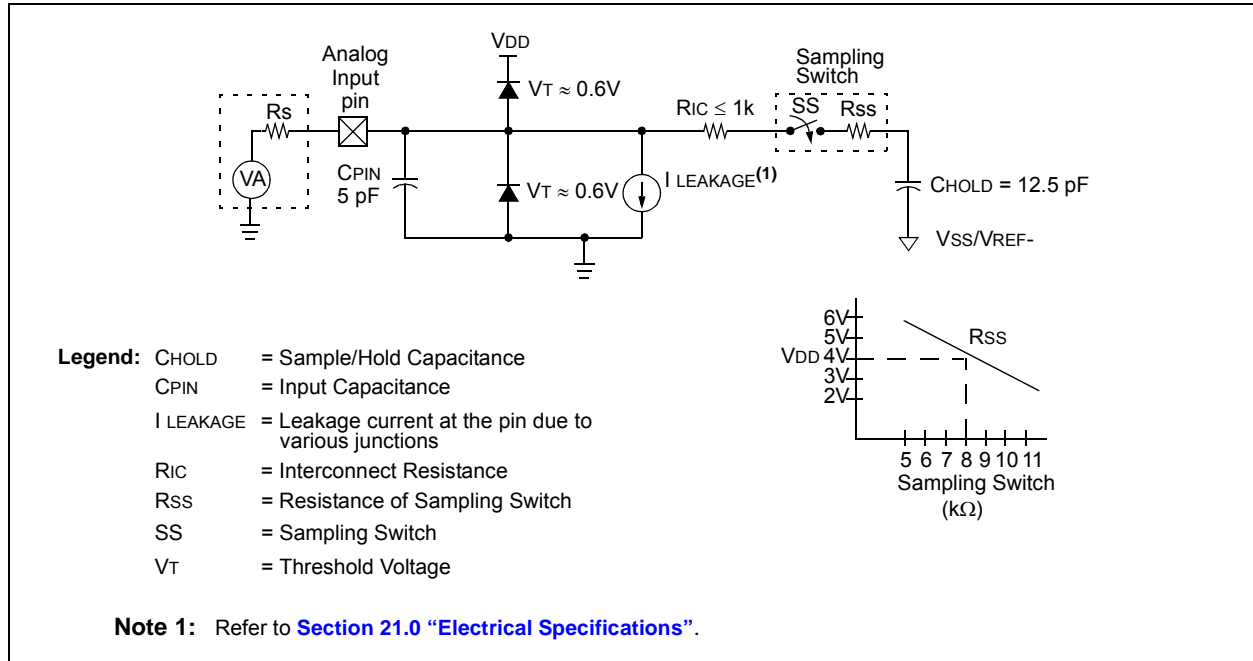 VDD
Analog
Input
pin
Sampling
Switch
VT ≈ 0.6V
Rs
RIC ≤ 1k
SS
Rss
VA
CPIN
5 pF
VT ≈ 0.6V
I LEAKAGE(1)
CHOLD = 12.5 pF
VSS/VREF-
6V
5V
VDD 4V
3V
2V
RSS
5 6 7 8 9 10 11
Sampling Switch
(kΩ)
Legend: CHOLD = Sample/Hold Capacitance
CPIN = Input Capacitance
I LEAKAGE = Leakage current at the pin due to
various junctions
RIC = Interconnect Resistance
RSS = Resistance of Sampling Switch
SS = Sampling Switch
VT = Threshold Voltage
Note 1: Refer to Section 21.0 “Electrical Specifications”.